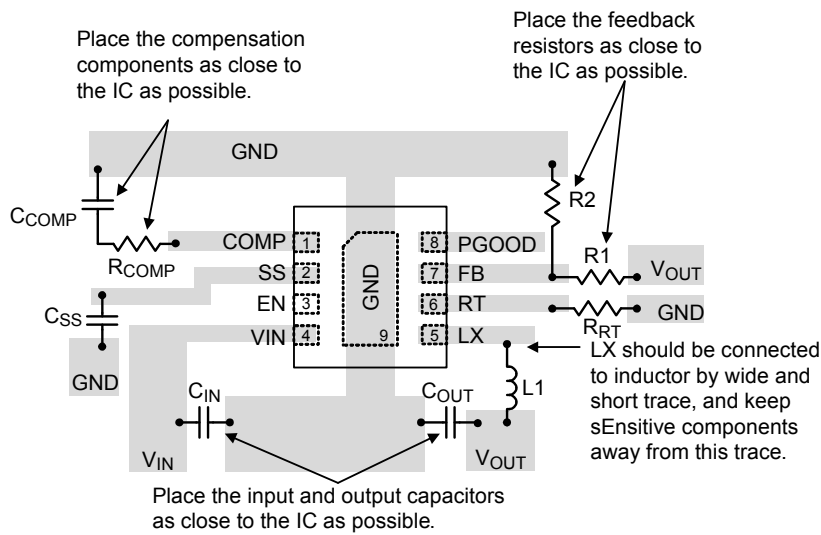 Place the compensation
components as close to
the IC as possible.
Place the feedback
resistors as close to
the IC as possible.
GND
CCOMP
RCOMP
R2
R1
VOUT
COMP 1
SS 2
EN 3
VIN 4
GND
9
8 PGOOD
7 FB
6 RT
5 LX
RRT
GND
CSS
GND
LX should be connected
to inductor by wide and
short trace, and keep
sEnsitive components
away from this trace.
CIN
COUT
L1
VIN
VOUT
Place the input and output capacitors
as close to the IC as possible.